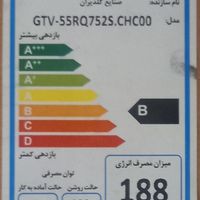 نام سازنده: صنایع گلدیران
مدل: GTV-55RQ752S.CHC00
بازدهی بیشتر
A+++
A++
A+
A
B
C
D
B
بازدهی کمتر
توان مصرفی
میزان مصرف انرژی
حالت روشن
حالت آماده به کار
188